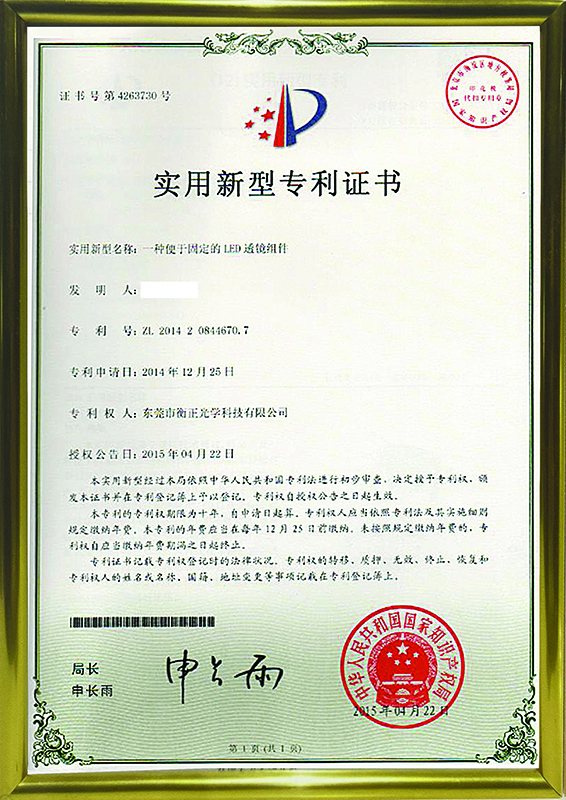 证书号第4263730号
实用新型专利证书
实用新型名称：一种便于固定的LED透镜组件
发明人：
专利号：ZL 2014 2 0844670.7
专利申请日：2014年12月25日
专利权人：东莞市衡正光学科技有限公司
授权公告日：2015年04月22日
本实用新型经过本局依照中华人民共和国专利法进行初步审查，决定授予专利权，颁
发本证书并在专利登记簿上予以登记。专利权自授权公告之日起生效。
本专利的专利权期限为十年，自申请日起算。专利权人应当依照专利法及其实施细则
规定缴纳年费。本专利的年费应当在每年12月25日前缴纳。未按照规定缴纳年费的，专
利权自应当缴纳年费期满之日起终止。
专利证书记载专利权登记时的法律状况。专利权的转移、质押、无效、终止、恢复和
专利权人的姓名或名称、国籍、地址变更等事项记载在专利登记簿上。
局长
申长雨
申长雨
中华人民共和国国家知识产权局
2015年04月22日
第1页（共1页）